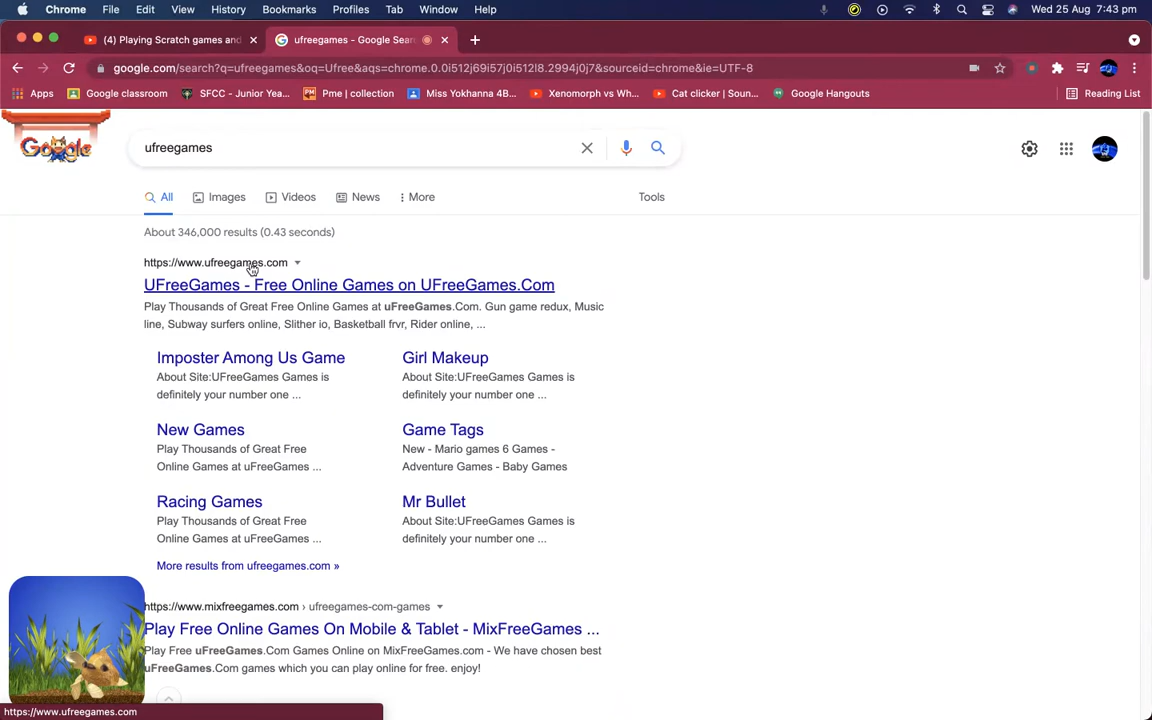 Chrome File Edit View History Bookmarks Profiles Tab Window Help Wed 25 Aug 7:43 pm
(4) Playing Scratch games and ufreegames - Google Sear
google.com/search?q=ufreegames&oq=Ufree&aqs=chrome.0.0i512j69i57j0i512l8.2994j0j7&sourceid=chrome&ie=UTF-8
Apps Google classroom SFCC - Junior Yea... Pme | collection Miss Yokhanna 4B... Xenomorph vs Wh... Cat clicker | Soun... Google Hangouts Reading List
Google
ufreegames
All Images Videos News More Tools
About 346,000 results (0.43 seconds)
https://www.ufreegames.com
UFreeGames - Free Online Games on UFreeGames.Com
Play Thousands of Great Free Online Games at uFreeGames.Com. Gun game redux, Music
line, Subway surfers online, Slither io, Basketball frvr, Rider online, ...
Imposter Among Us Game
About Site:UFreeGames Games is
definitely your number one ...
Girl Makeup
About Site:UFreeGames Games is
definitely your number one ...
New Games
Play Thousands of Great Free
Online Games at uFreeGames ...
Game Tags
New - Mario games 6 Games -
Adventure Games - Baby Games
Racing Games
Play Thousands of Great Free
Online Games at uFreeGames ...
Mr Bullet
About Site:UFreeGames Games is
definitely your number one ...
More results from ufreegames.com »
https://www.mixfreegames.com › ufreegames-com-games
Play Free Online Games On Mobile & Tablet - MixFreeGames ...
Play Free uFreeGames.Com Games Online on MixFreeGames.com - We have chosen best
uFreeGames.Com games which you can play online for free. enjoy!
https://www.ufreegames.com